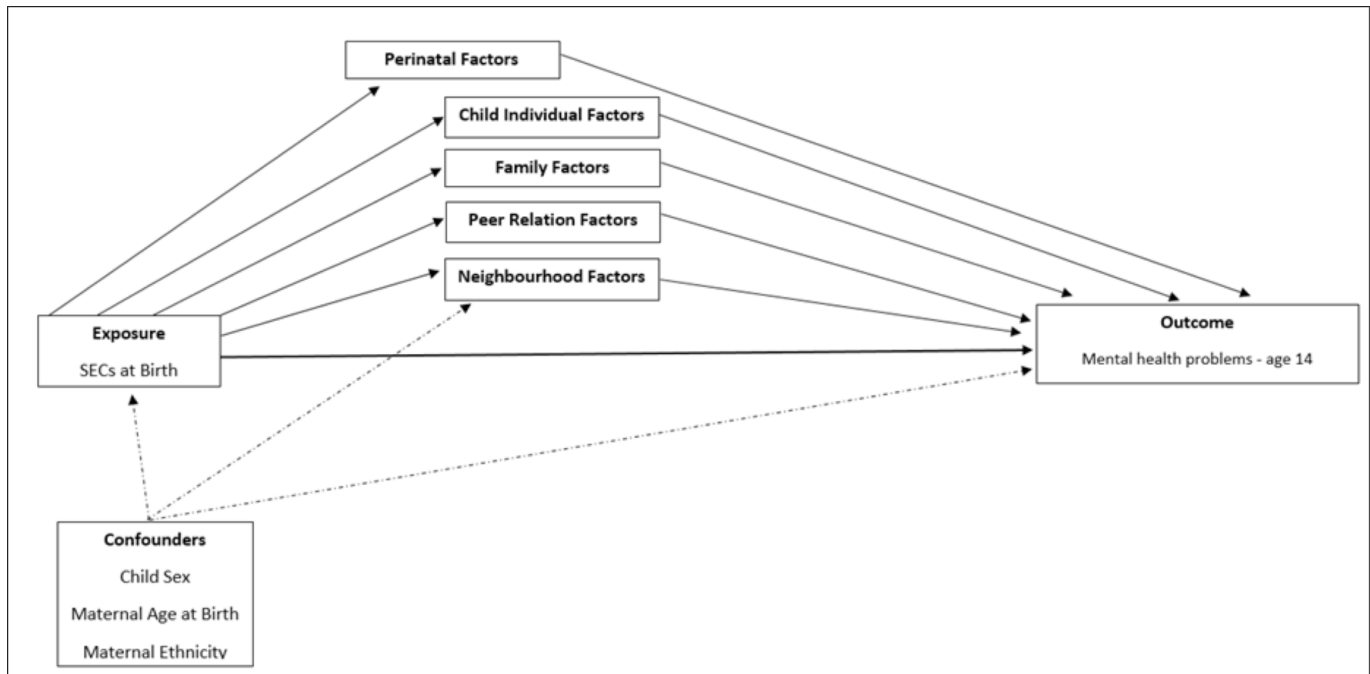 Perinatal Factors
Child Individual Factors
Family Factors
Peer Relation Factors
Neighbourhood Factors
Exposure
SECs at Birth
Outcome
Mental health problems - age 14
Confounders
Child Sex
Maternal Age at Birth
Maternal Ethnicity